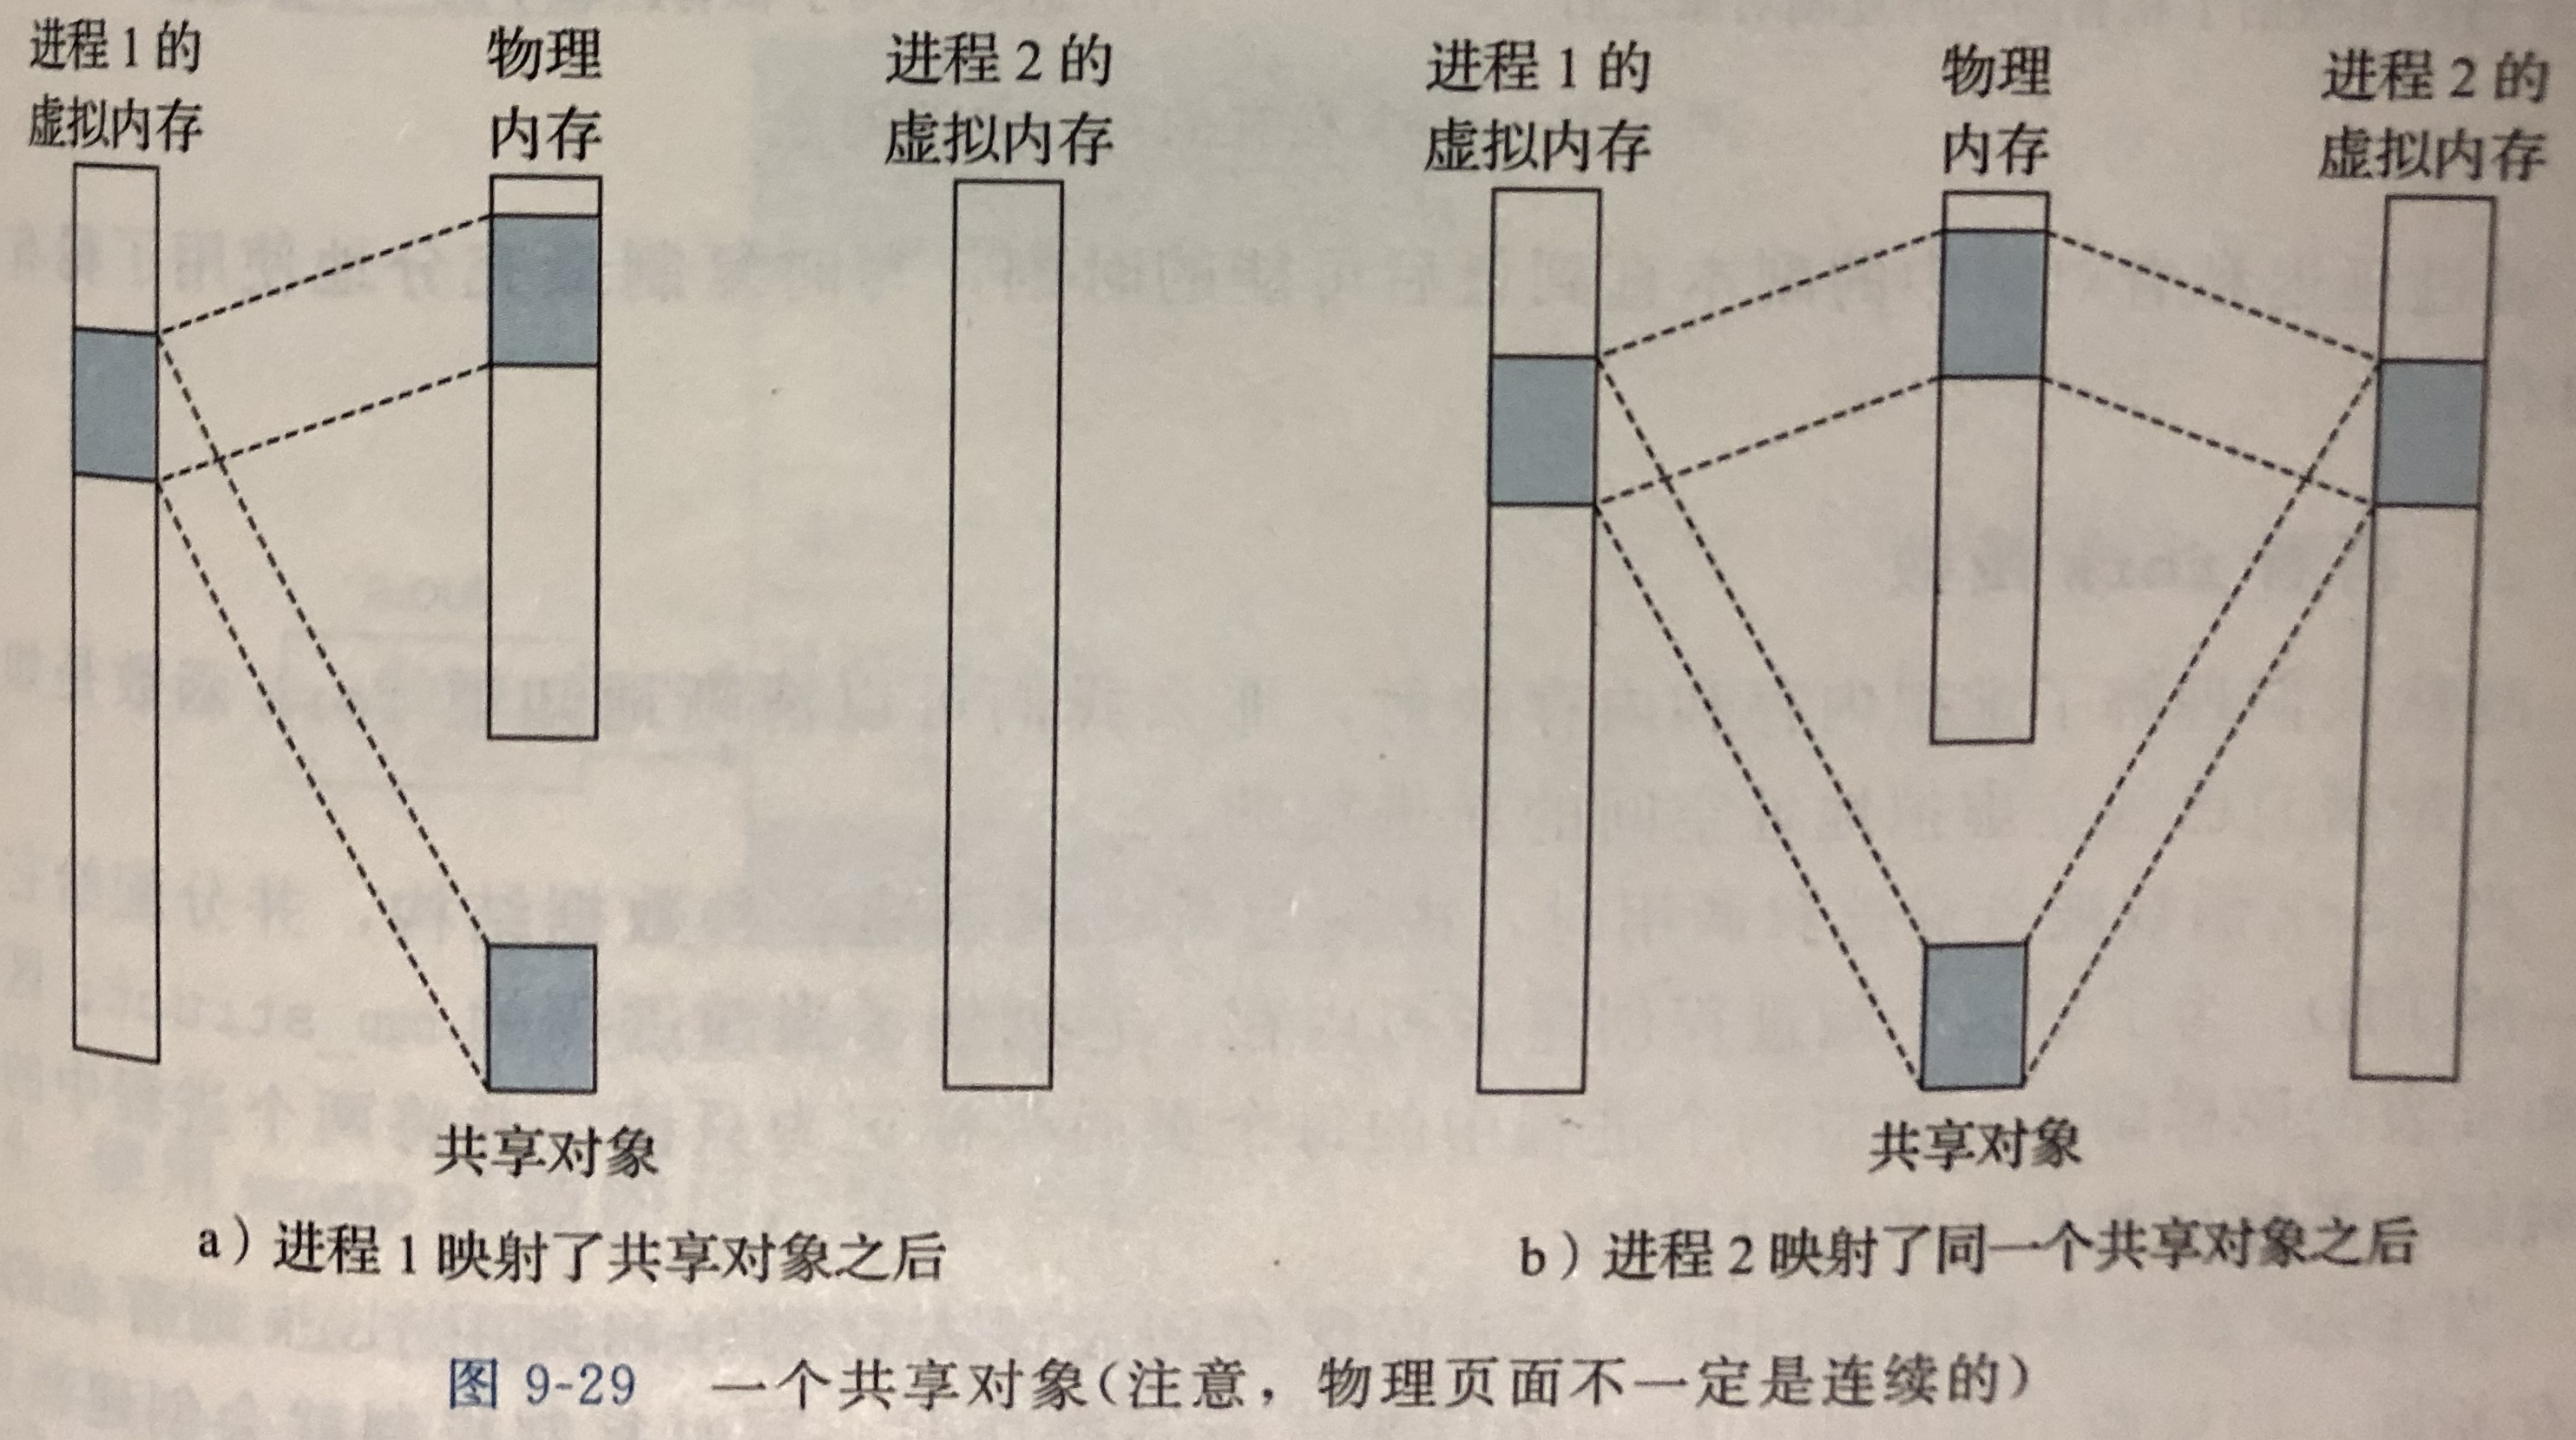 进程 1 的
虚拟内存
物理
内存
进程 2 的
虚拟内存
共享对象
a）进程 1 映射了共享对象之后
进程 1 的
虚拟内存
物理
内存
进程 2 的
虚拟内存
共享对象
b）进程 2 映射了同一个共享对象之后
图 9-29 一个共享对象（注意，物理页面不一定是连续的）